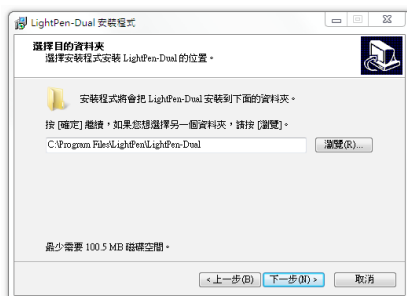 LightPen-Dual 安裝程式
選擇目的資料夾
選擇安裝程式安裝 LightPen-Dual 的位置。
安裝程式將會把 LightPen-Dual 安裝到下面的資料夾。
按 [確定] 繼續，如果您想選擇另一個資料夾，請按 [瀏覽]。
C:\Program Files\LightPen\LightPen-Dual
瀏覽(R)...
最少需要 100.5 MB 磁碟空間。
< 上一步(B)
下一步(N) >
取消